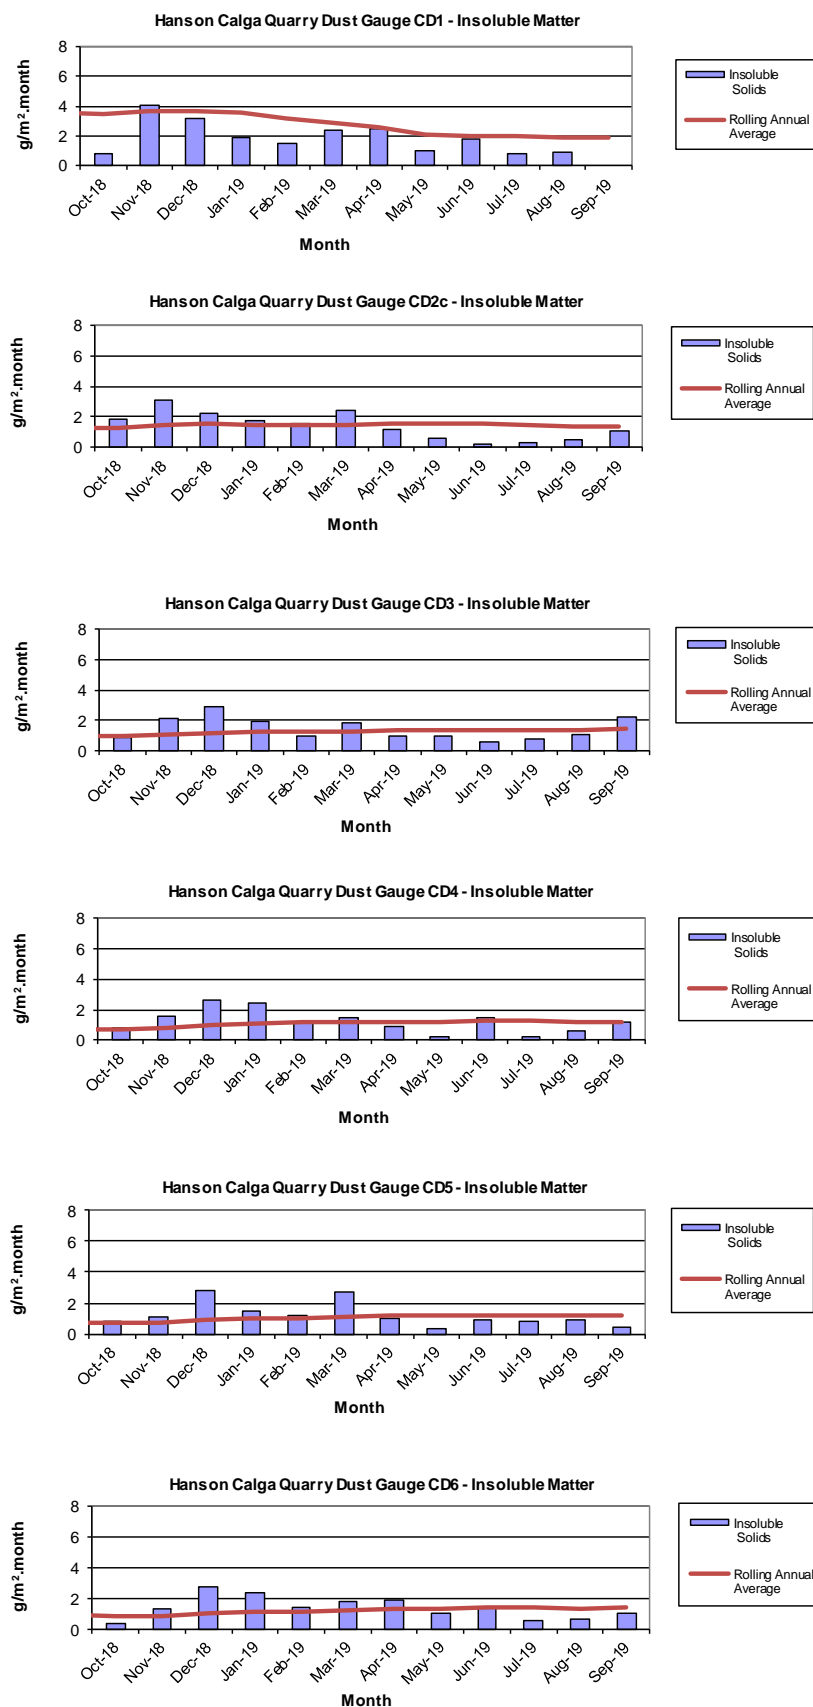 Hanson Calga Quarry Dust Gauge CD1 - Insoluble Matter
8
6
4
2
0
g/m².month
Oct-18
Nov-18
Dec-18
Jan-19
Feb-19
Mar-19
Apr-19
May-19
Jun-19
Jul-19
Aug-19
Sep-19
Month
Insoluble
Solids
Rolling Annual
Average
Hanson Calga Quarry Dust Gauge CD2c - Insoluble Matter
8
6
4
2
0
g/m².month
Oct-18
Nov-18
Dec-18
Jan-19
Feb-19
Mar-19
Apr-19
May-19
Jun-19
Jul-19
Aug-19
Sep-19
Month
Insoluble
Solids
Rolling Annual
Average
Hanson Calga Quarry Dust Gauge CD3 - Insoluble Matter
8
6
4
2
0
g/m².month
Oct-18
Nov-18
Dec-18
Jan-19
Feb-19
Mar-19
Apr-19
May-19
Jun-19
Jul-19
Aug-19
Sep-19
Month
Insoluble
Solids
Rolling Annual
Average
Hanson Calga Quarry Dust Gauge CD4 - Insoluble Matter
8
6
4
2
0
g/m².month
Oct-18
Nov-18
Dec-18
Jan-19
Feb-19
Mar-19
Apr-19
May-19
Jun-19
Jul-19
Aug-19
Sep-19
Month
Insoluble
Solids
Rolling Annual
Average
Hanson Calga Quarry Dust Gauge CD5 - Insoluble Matter
8
6
4
2
0
g/m².month
Oct-18
Nov-18
Dec-18
Jan-19
Feb-19
Mar-19
Apr-19
May-19
Jun-19
Jul-19
Aug-19
Sep-19
Month
Insoluble
Solids
Rolling Annual
Average
Hanson Calga Quarry Dust Gauge CD6 - Insoluble Matter
8
6
4
2
0
g/m².month
Oct-18
Nov-18
Dec-18
Jan-19
Feb-19
Mar-19
Apr-19
May-19
Jun-19
Jul-19
Aug-19
Sep-19
Month
Insoluble
Solids
Rolling Annual
Average